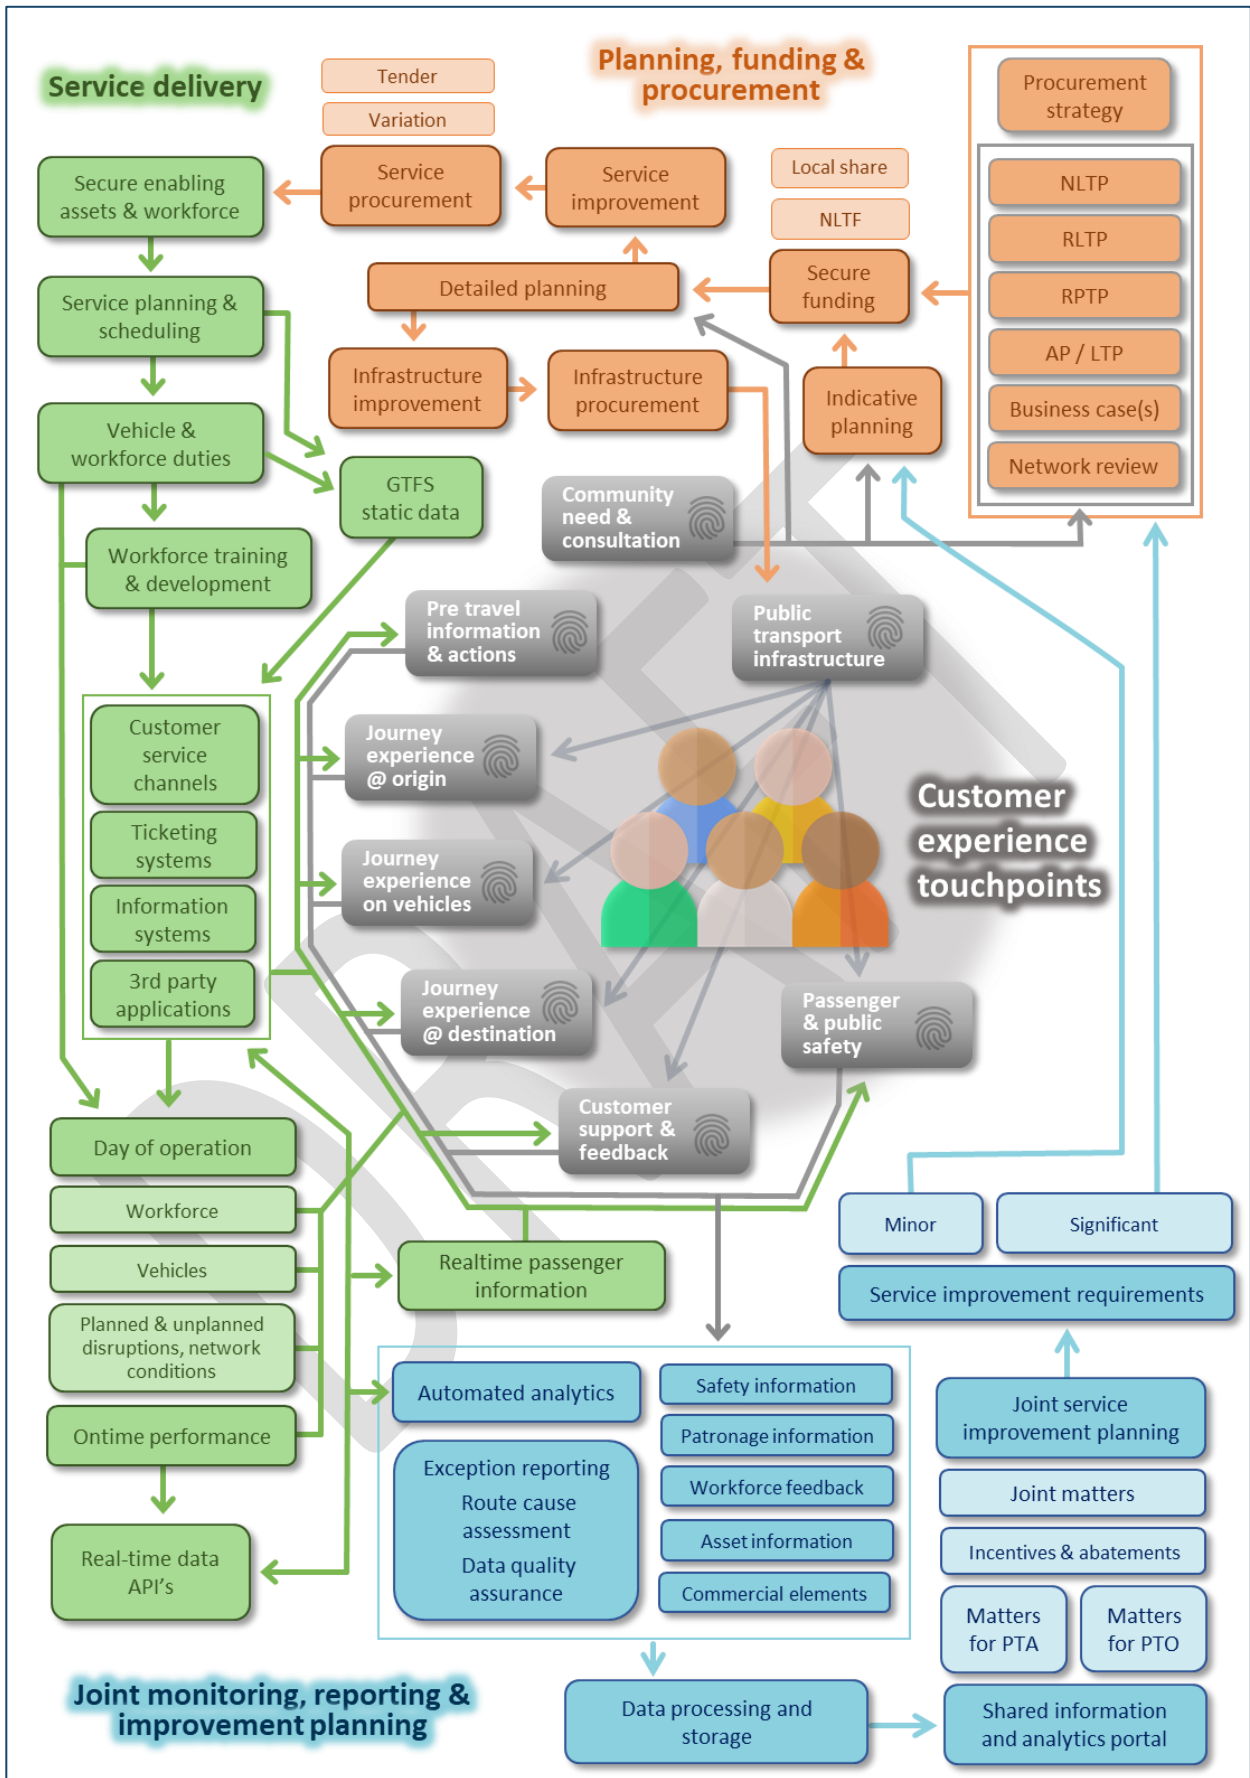 Service delivery
Planning, funding &
procurement
Tender
Variation
Service
procurement
Service
improvement
Local share
NLTF
Secure
funding
Procurement
strategy
NLTP
RLTP
RPTP
AP / LTP
Business case(s)
Network review
Secure enabling
assets & workforce
Service planning &
scheduling
Detailed planning
Infrastructure
improvement
Infrastructure
procurement
Indicative
planning
Vehicle &
workforce duties
GTFS
static data
Workforce training
& development
Community
need &
consultation
Pre travel
information
& actions
Public
transport
infrastructure
Customer
service
channels
Ticketing
systems
Information
systems
3rd party
applications
Journey
experience
@ origin
Journey
experience
on vehicles
Journey
experience
@ destination
Customer
experience
touchpoints
Passenger
& public
safety
Customer
support &
feedback
Day of operation
Workforce
Vehicles
Planned & unplanned
disruptions, network
conditions
Ontime performance
Real-time data
API's
Realtime passenger
information
Minor
Significant
Service improvement requirements
Automated analytics
Exception reporting
Route cause
assessment
Data quality
assurance
Safety information
Patronage information
Workforce feedback
Asset information
Commercial elements
Joint service
improvement planning
Joint matters
Incentives & abatements
Matters
for PTA
Matters
for PTO
Joint monitoring, reporting &
improvement planning
Data processing and
storage
Shared information
and analytics portal
DRAFT